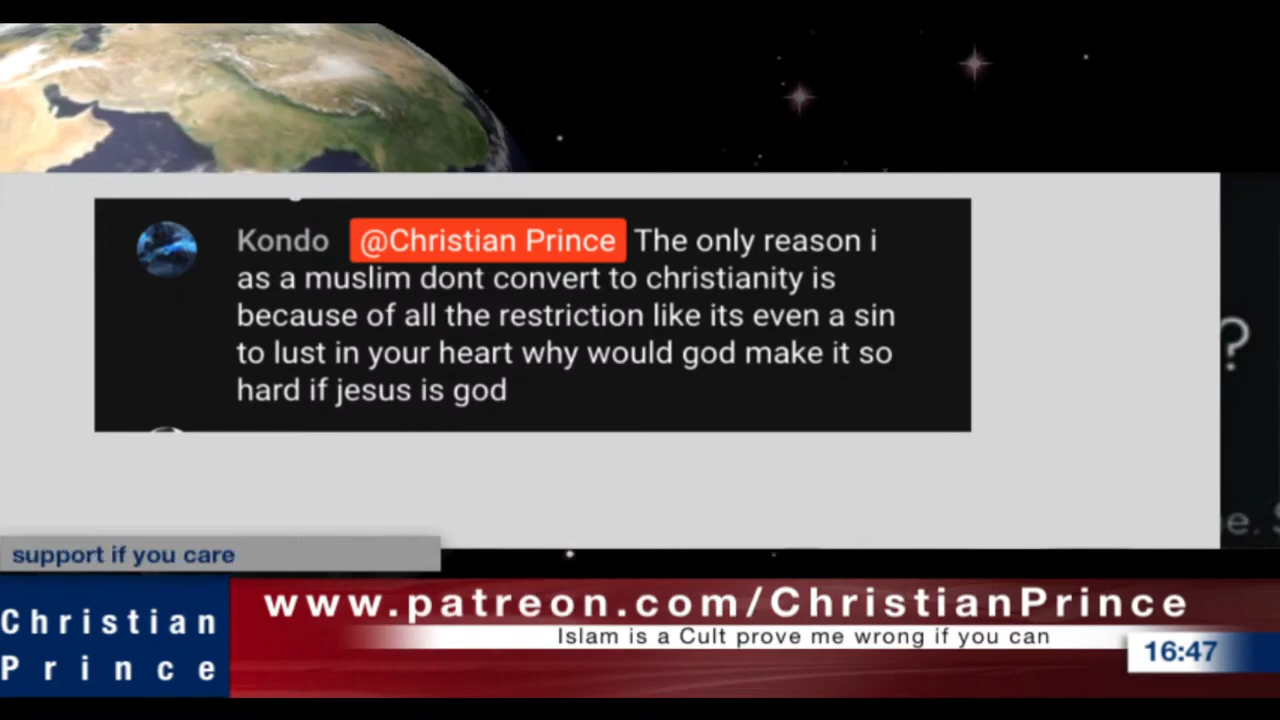 Kondo @Christian Prince The only reason i
as a muslim dont convert to christianity is
because of all the restriction like its even a sin
to lust in your heart why would god make it so
hard if jesus is god
?
e.
support if you care
Christian
Prince
www.patreon.com/ChristianPrince
Islam is a Cult prove me wrong if you can
16:47